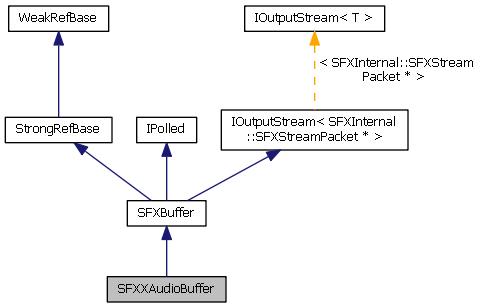 WeakRefBase
IOutputStream< T >
< SFXInternal::SFXStream
Packet * >
StrongRefBase
IPolled
IOutputStream< SFXInternal
::SFXStreamPacket * >
SFXBuffer
SFXXAudioBuffer